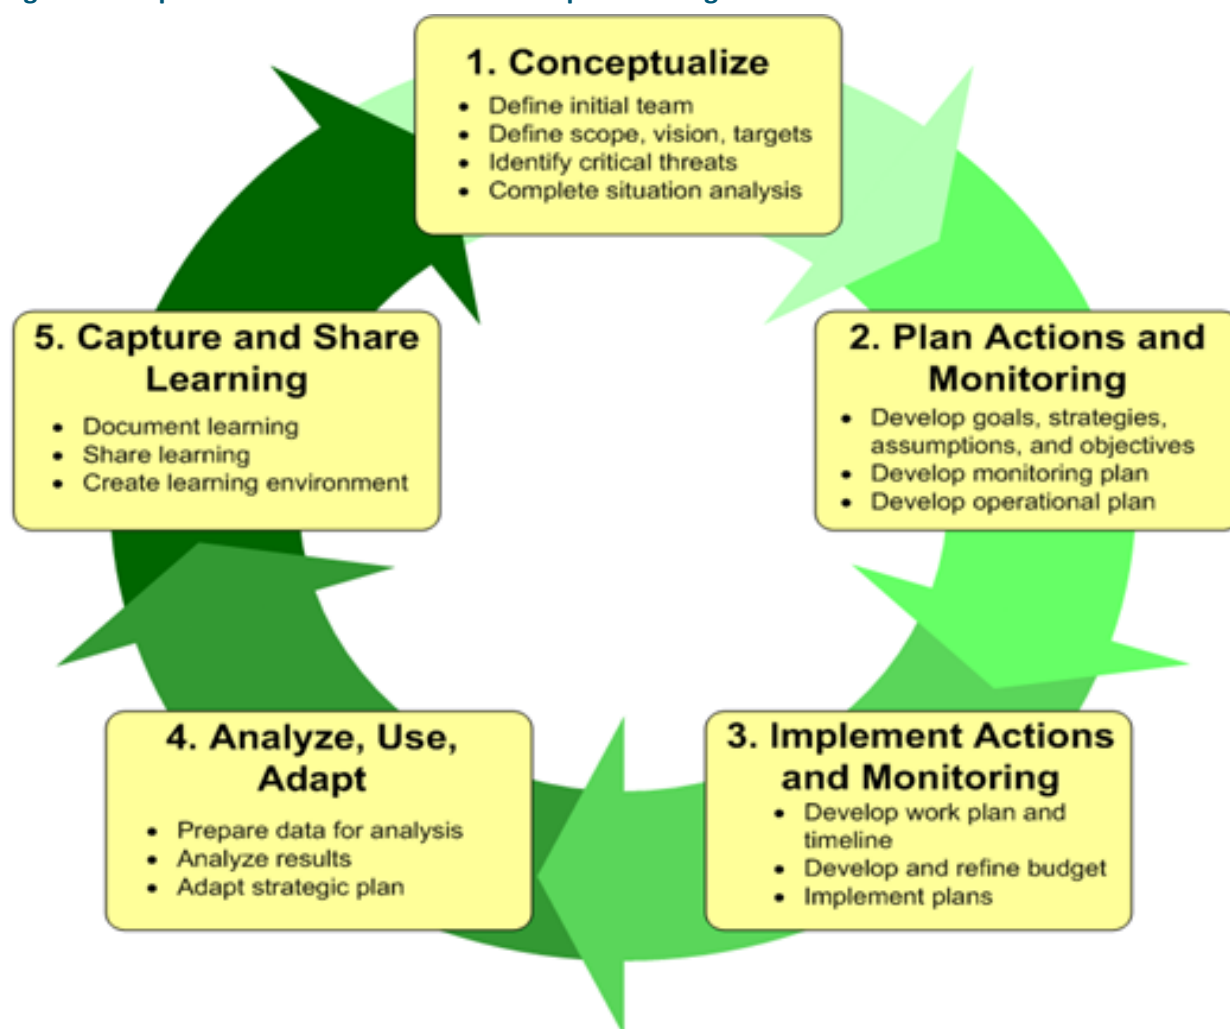 1. Conceptualize
• Define initial team
• Define scope, vision, targets
• Identify critical threats
• Complete situation analysis
2. Plan Actions and
Monitoring
• Develop goals, strategies,
assumptions, and objectives
• Develop monitoring plan
• Develop operational plan
3. Implement Actions
and Monitoring
• Develop work plan and
timeline
• Develop and refine budget
• Implement plans
4. Analyze, Use,
Adapt
• Prepare data for analysis
• Analyze results
• Adapt strategic plan
5. Capture and Share
Learning
• Document learning
• Share learning
• Create learning environment